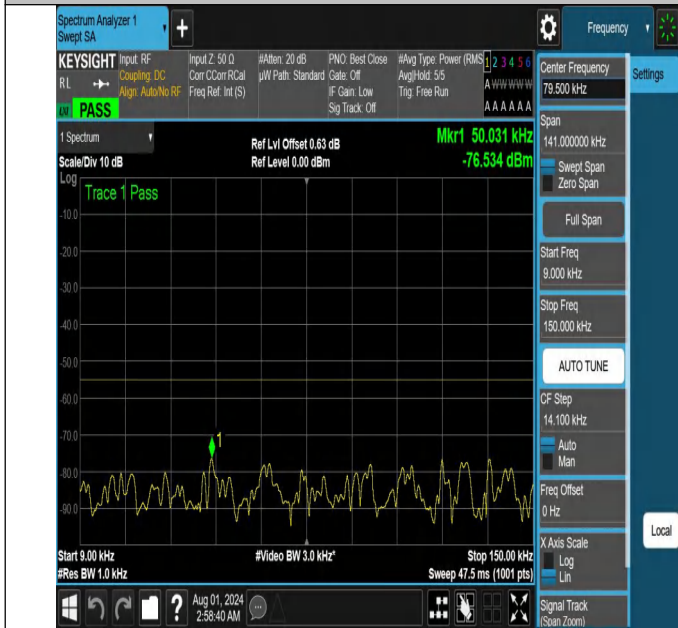 Spectrum Analyzer 1
Swept SA
+
Frequency
KEYSIGHT
RL
LXI
PASS
Input: RF
Coupling: DC
Align: Auto/No RF
Input Z: 50 Ω
Corr CCorr RCal
Freq Ref: Int (S)
#Atten: 20 dB
µW Path: Standard
PNO: Best Close
Gate: Off
IF Gain: Low
Sig Track: Off
#Avg Type: Power (RMS
Avg|Hold: 5/5
Trig: Free Run
1 2 3 4 5 6
A W W W W W
A A A A A A
1 Spectrum
Scale/Div 10 dB
Log
Ref Lvl Offset 0.63 dB
Ref Level 0.00 dBm
Mkr1 50.031 kHz
-76.534 dBm
Trace 1 Pass
-10.0
-20.0
-30.0
-40.0
-50.0
-60.0
-70.0
-80.0
-90.0
1
Start 9.00 kHz
#Res BW 1.0 kHz
#Video BW 3.0 kHz*
Stop 150.00 kHz
Sweep 47.5 ms (1001 pts)
?
Aug 01, 2024
2:58:40 AM
Center Frequency
79.500 kHz
Settings
Span
141.000000 kHz
Swept Span
Zero Span
Full Span
Start Freq
9.000 kHz
Stop Freq
150.000 kHz
AUTO TUNE
CF Step
14.100 kHz
Auto
Man
Freq Offset
0 Hz
Local
X Axis Scale
Log
Lin
Signal Track
(Span Zoom)